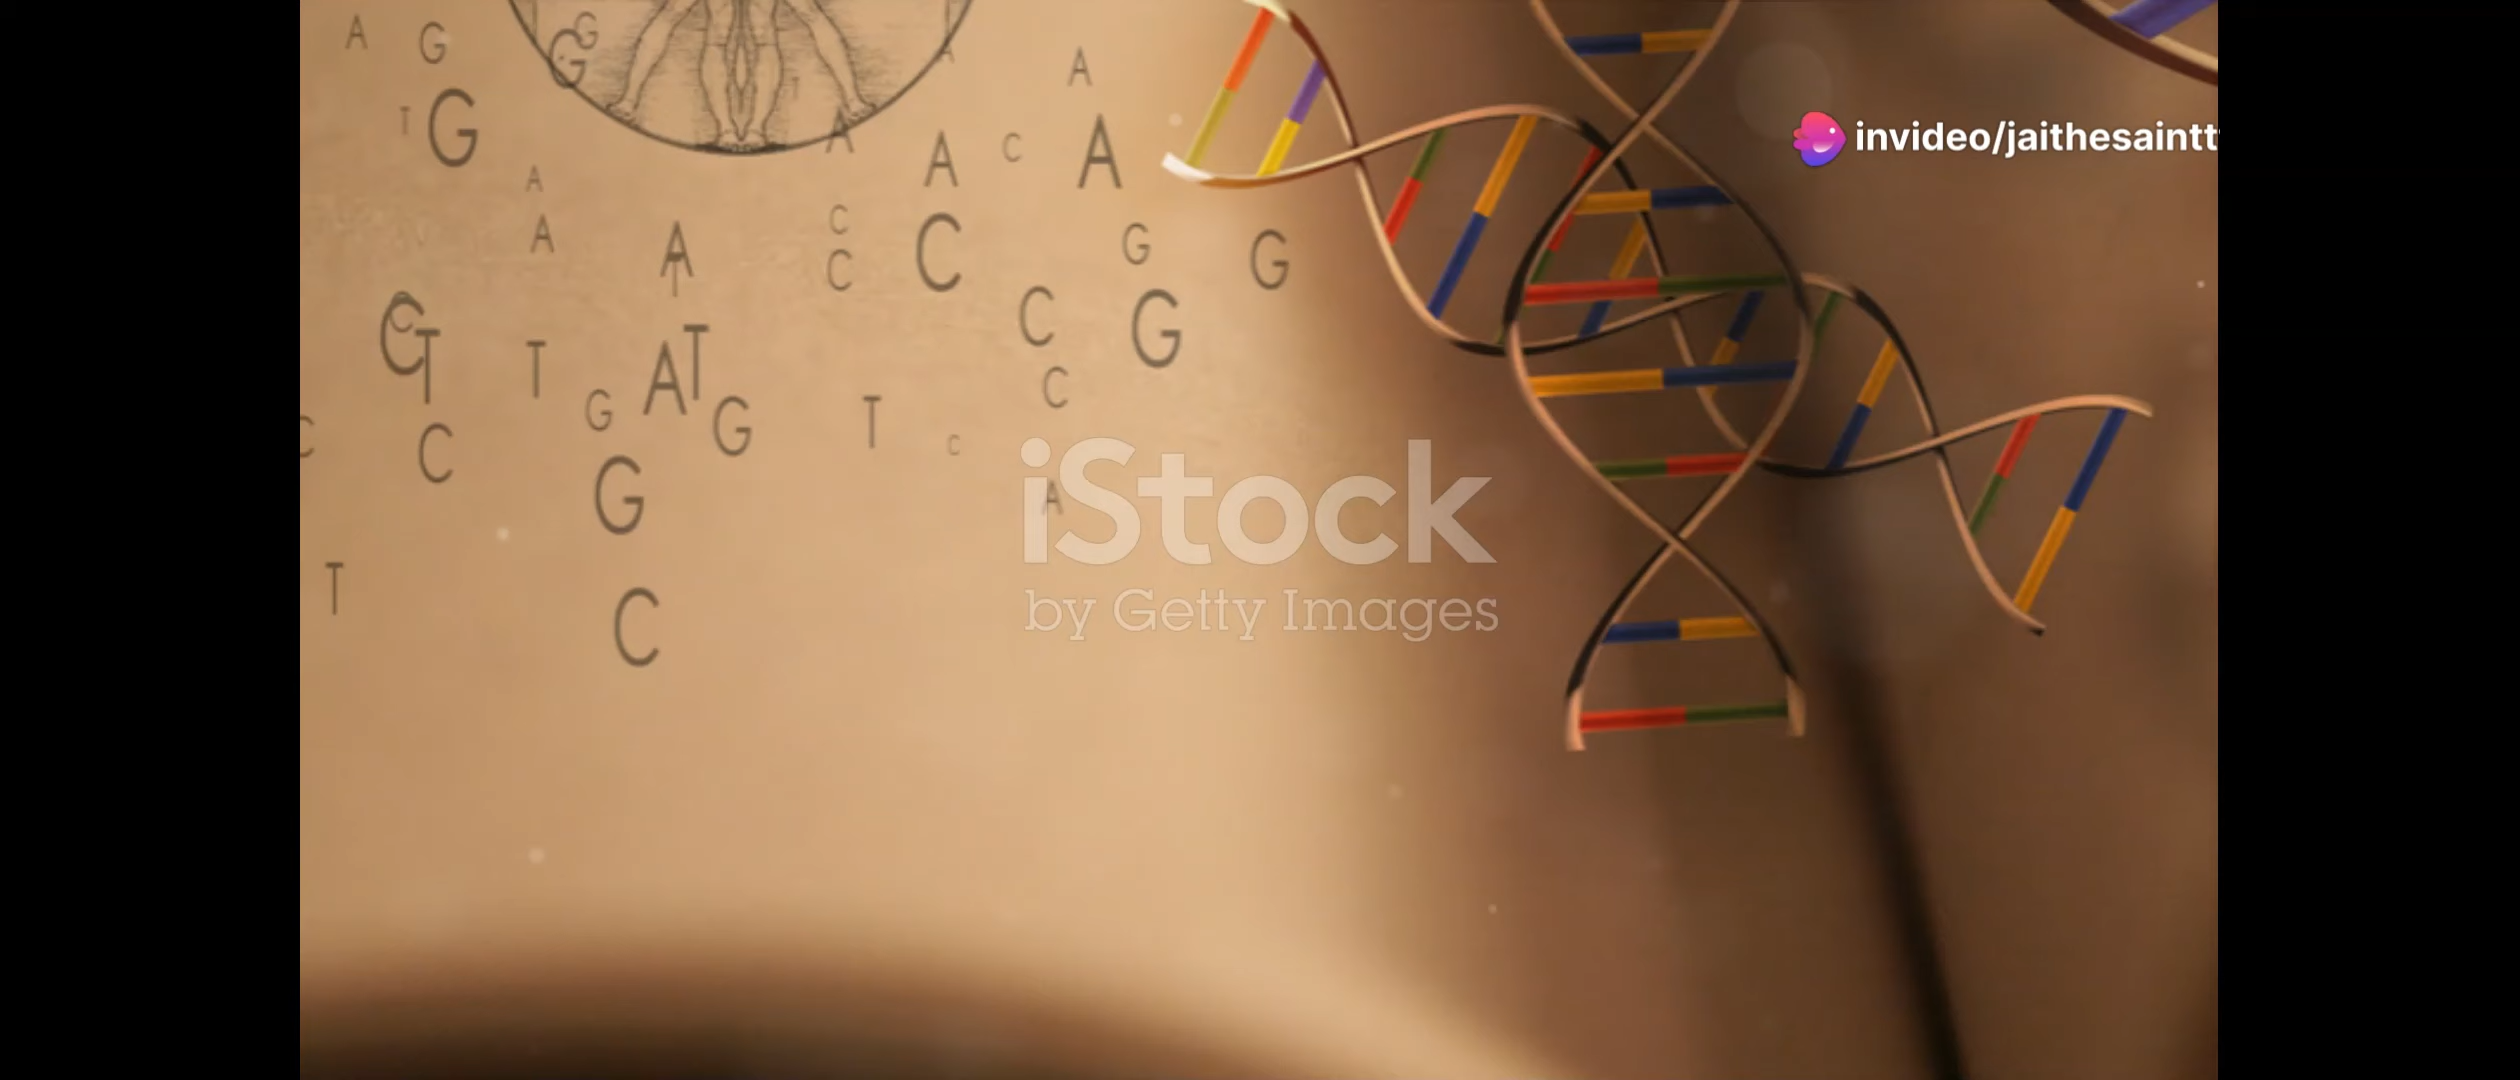 A G G G A A
T G A A C A
A C
A A C C G G
C C G
C T T A T C
G G T C
C C C
G A
T
C
invideo/jaithesaintt
iStock
by Getty Images